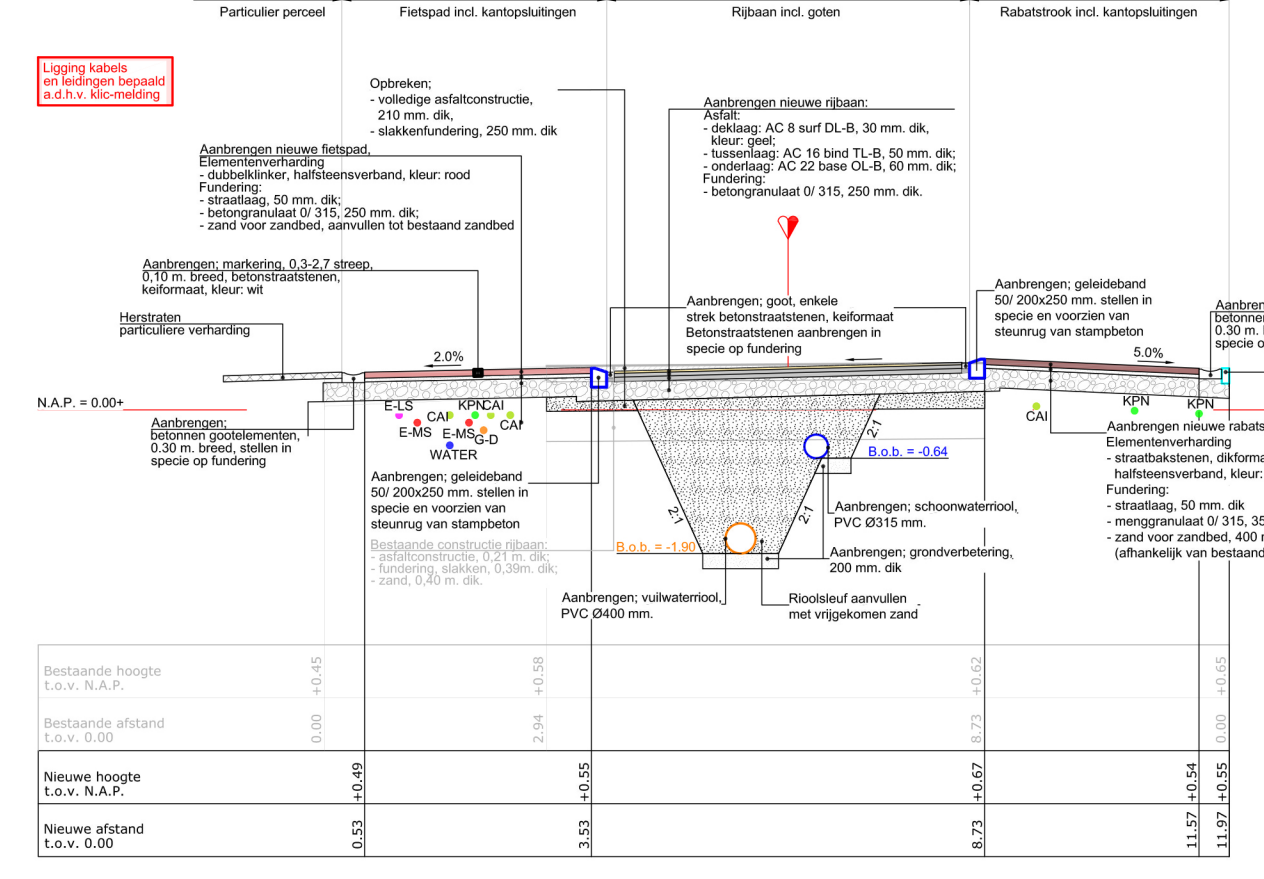 Particulier perceel
Fietspad incl. kantopsluitingen
Rijbaan incl. goten
Rabatstrook incl. kantopsluitingen
Ligging kabels
en leidingen bepaald
a.d.h.v. klic-melding
Opbreken;
- volledige asfaltconstructie,
210 mm. dik,
- slakkenfundering, 250 mm. dik
Aanbrengen nieuwe rijbaan:
Asfalt:
- deklaag: AC 8 surf DL-B, 30 mm. dik,
kleur: geel;
- tussenlaag: AC 16 bind TL-B, 50 mm. dik;
- onderlaag: AC 22 base OL-B, 60 mm. dik;
Fundering:
- betongranulaat 0/ 315, 250 mm. dik.
Aanbrengen nieuwe fietspad,
Elementenverharding
- dubbelklinker, halfsteensverband, kleur: rood
Fundering:
- straatlaag, 50 mm. dik;
- betongranulaat 0/ 315, 250 mm. dik;
- zand voor zandbed, aanvullen tot bestaand zandbed
Aanbrengen; markering, 0,3-2,7 streep,
0,10 m. breed, betonstraatstenen,
keiformaat, kleur: wit
Herstraten
particuliere verharding
Aanbrengen; goot, enkele
strek betonstraatstenen, keiformaat
Betonstraatstenen aanbrengen in
specie op fundering
Aanbrengen; geleideband
50/ 200x250 mm. stellen in
specie en voorzien van
steunrug van stampbeton
Aanbren
betonnen
0.30 m.
specie o
2.0%
5.0%
N.A.P. = 0.00+
E-LS
E-MS
CAI
KPN
CAI
E-MS
G-D
CAI
WATER
CAI
KPN
KPN
Aanbrengen;
betonnen gootelementen,
0.30 m. breed, stellen in
specie op fundering
2:1
2:1
2:1
B.o.b. = -0.64
Aanbrengen nieuwe rabats
Elementenverharding
- straatbakstenen, dikforma
halfsteensverband, kleur:
Fundering:
- straatlaag, 50 mm. dik
- menggranulaat 0/ 315, 35
- zand voor zandbed, 400 m
(afhankelijk van bestaand
Aanbrengen; geleideband
50/ 200x250 mm. stellen in
specie en voorzien van
steunrug van stampbeton
Aanbrengen; schoonwaterriool,
PVC Ø315 mm.
Bestaande constructie rijbaan:
- asfaltconstructie, 0,21 m. dik;
- fundering, slakken, 0,39m. dik;
- zand, 0,40 m. dik.
B.o.b. = -1.90
Aanbrengen; grondverbetering,
200 mm. dik
Aanbrengen; vuilwaterriool,
PVC Ø400 mm.
Rioolsleuf aanvullen
met vrijgekomen zand
Bestaande hoogte
t.o.v. N.A.P.
+0.45
+0.58
+0.62
+0.65
Bestaande afstand
t.o.v. 0.00
0.00
2.94
8.73
0.00
Nieuwe hoogte
t.o.v. N.A.P.
+0.49
+0.55
+0.67
+0.54
+0.55
Nieuwe afstand
t.o.v. 0.00
0.53
3.53
8.73
11.57
11.97